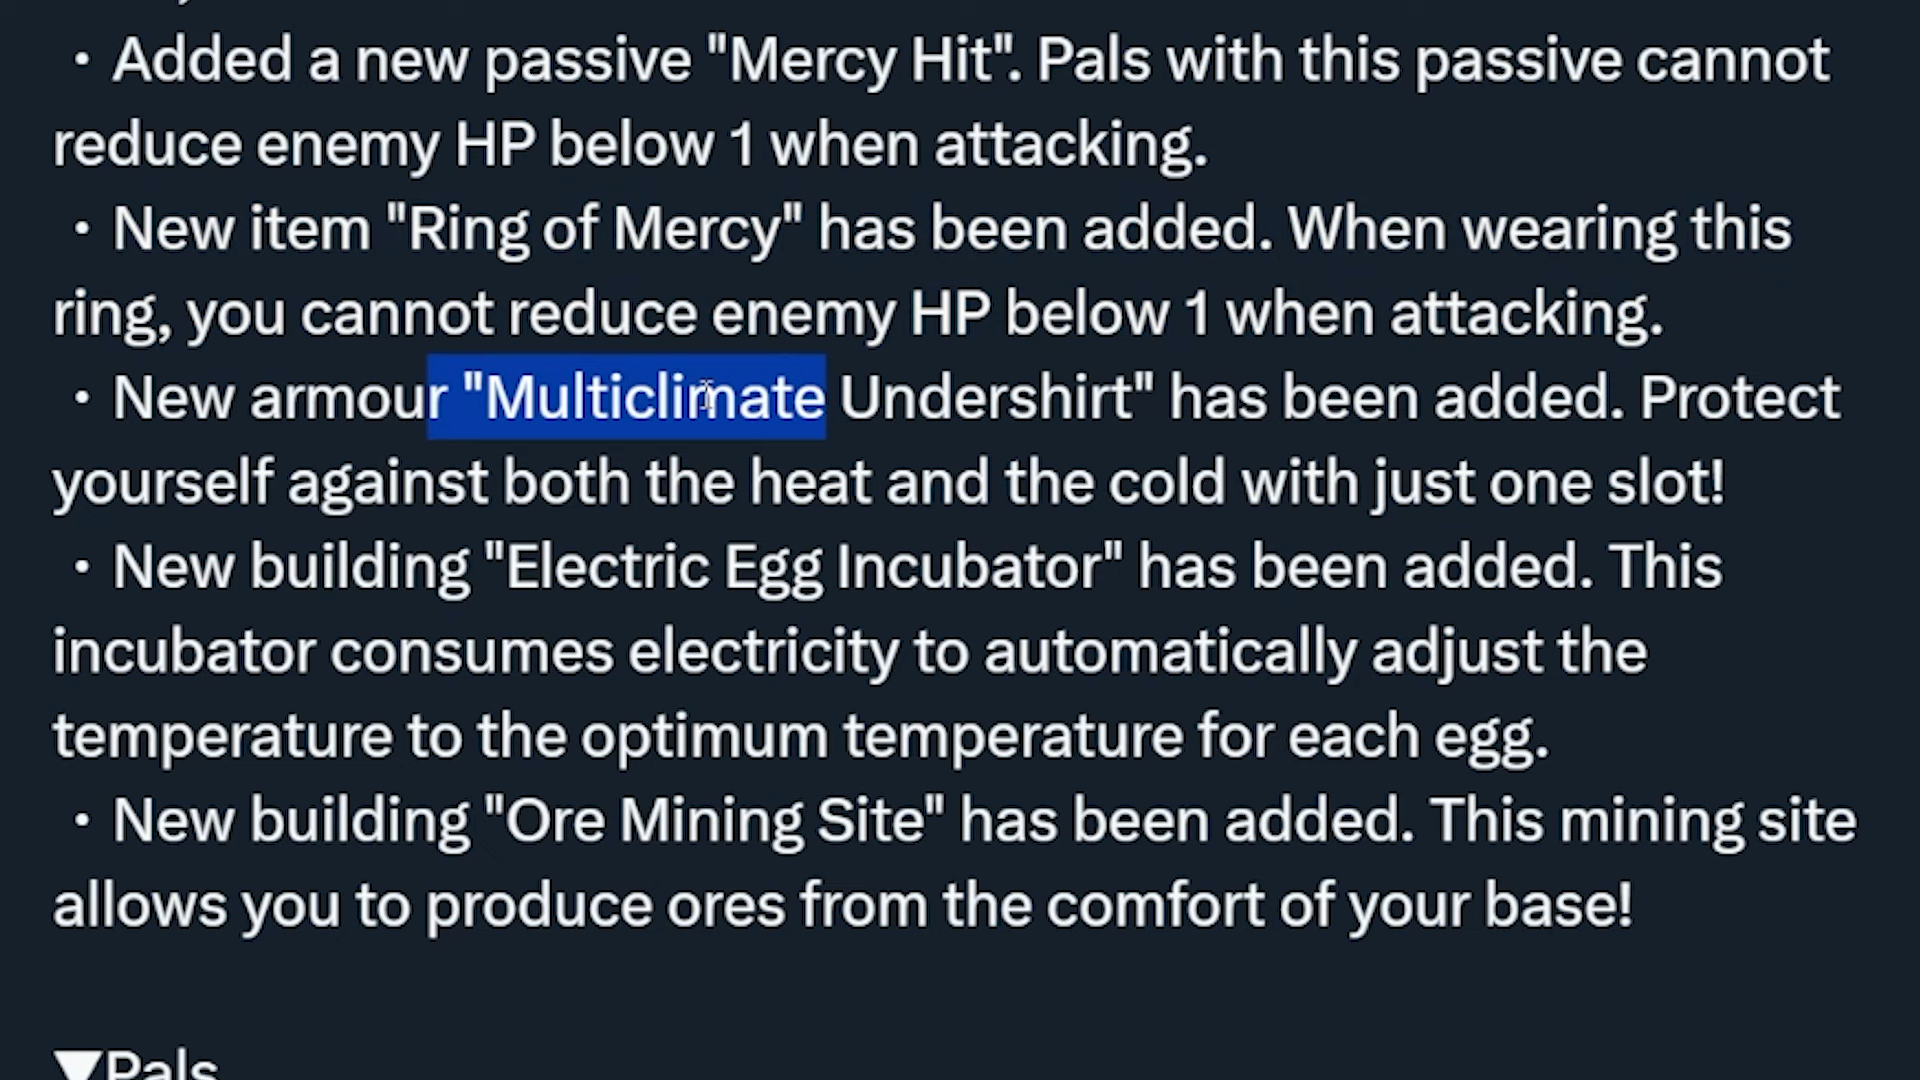 ・Added a new passive "Mercy Hit". Pals with this passive cannot
reduce enemy HP below 1 when attacking.
・New item "Ring of Mercy" has been added. When wearing this
ring, you cannot reduce enemy HP below 1 when attacking.
・New armour "Multiclimate Undershirt" has been added. Protect
yourself against both the heat and the cold with just one slot!
・New building "Electric Egg Incubator" has been added. This
incubator consumes electricity to automatically adjust the
temperature to the optimum temperature for each egg.
・New building "Ore Mining Site" has been added. This mining site
allows you to produce ores from the comfort of your base!
▼Pals